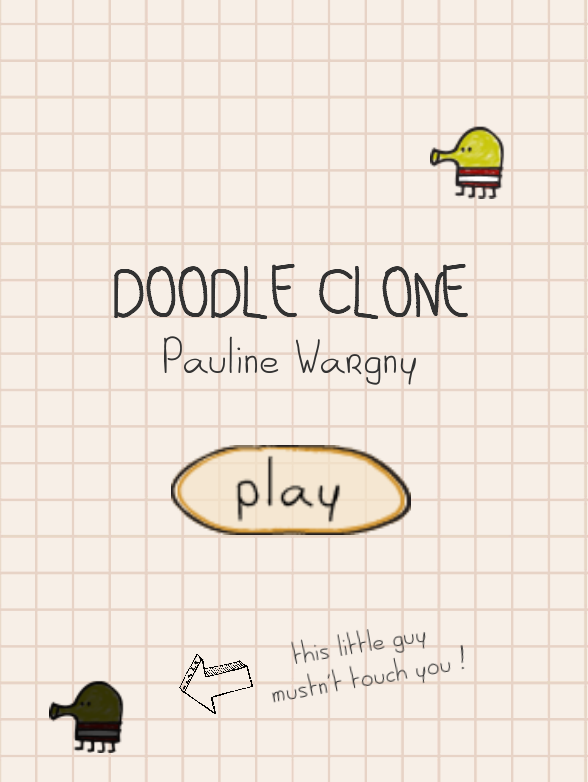 DOODLE CLONE
Pauline Wargny
play
this little guy
mustn't touch you !